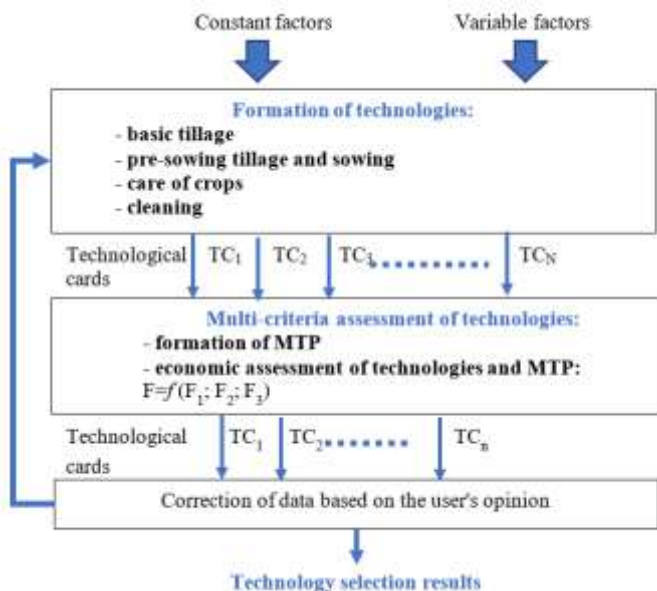 Constant factors Variable factors
Formation of technologies:
- basic tillage
- pre-sowing tillage and sowing
- care of crops
- cleaning
Technological TC₁ TC₂ TC₃ TC_N
cards
Multi-criteria assessment of technologies:
- formation of MTP
- economic assessment of technologies and MTP:
F=f (F₁; F₂; F₃)
Technological TC₁ TC₂ TCₙ
cards
Correction of data based on the user's opinion
Technology selection results